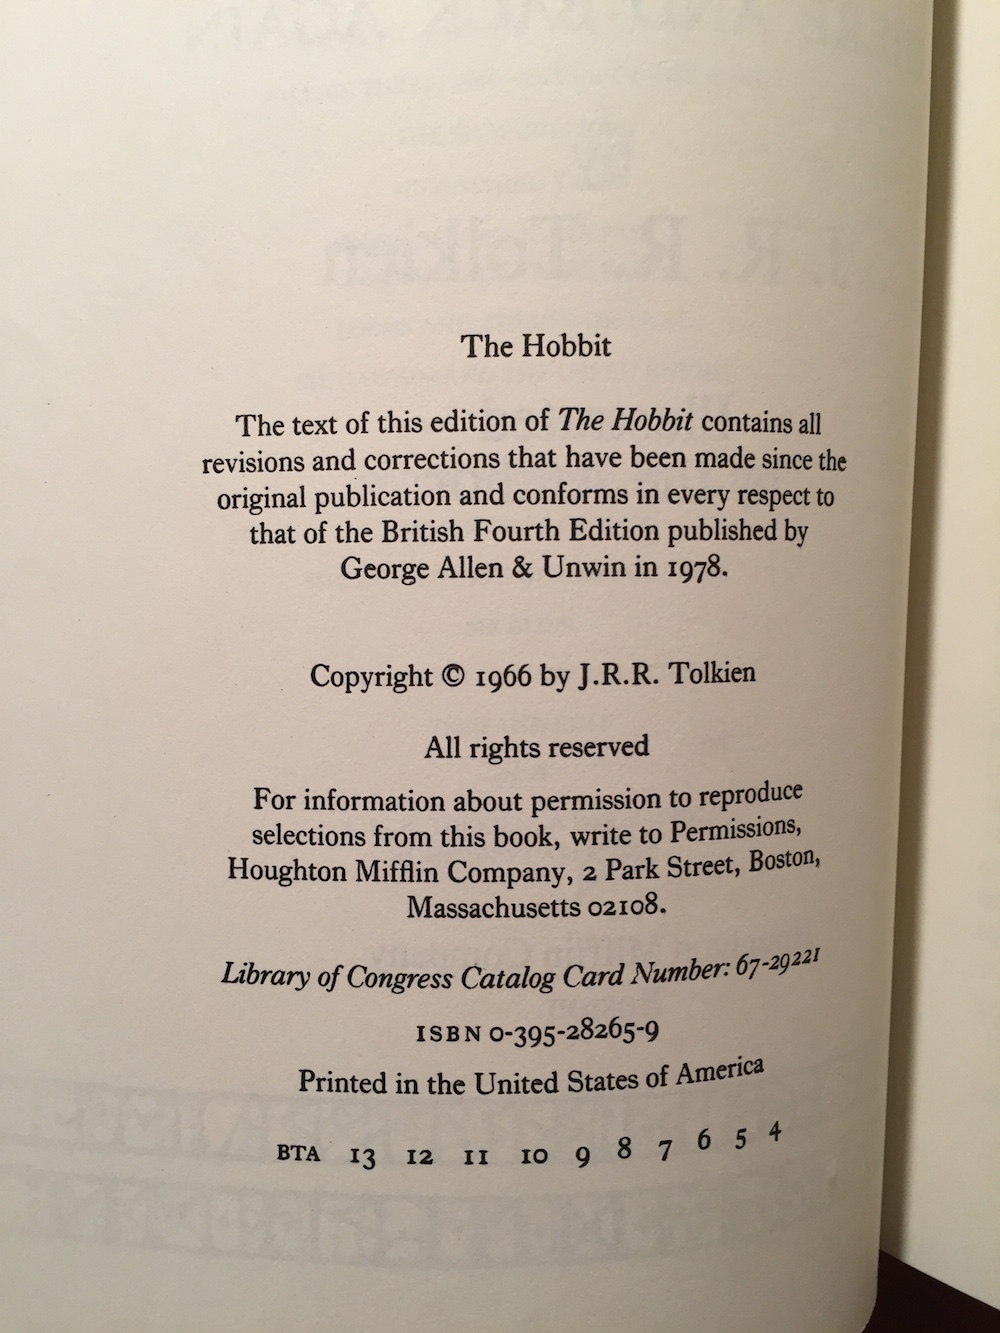 The Hobbit
The text of this edition of The Hobbit contains all
revisions and corrections that have been made since the
original publication and conforms in every respect to
that of the British Fourth Edition published by
George Allen & Unwin in 1978.
Copyright © 1966 by J.R.R. Tolkien
All rights reserved
For information about permission to reproduce
selections from this book, write to Permissions,
Houghton Mifflin Company, 2 Park Street, Boston,
Massachusetts 02108.
Library of Congress Catalog Card Number: 67-29221
ISBN 0-395-28265-9
Printed in the United States of America
BTA 13 12 11 10 9 8 7 6 5 4